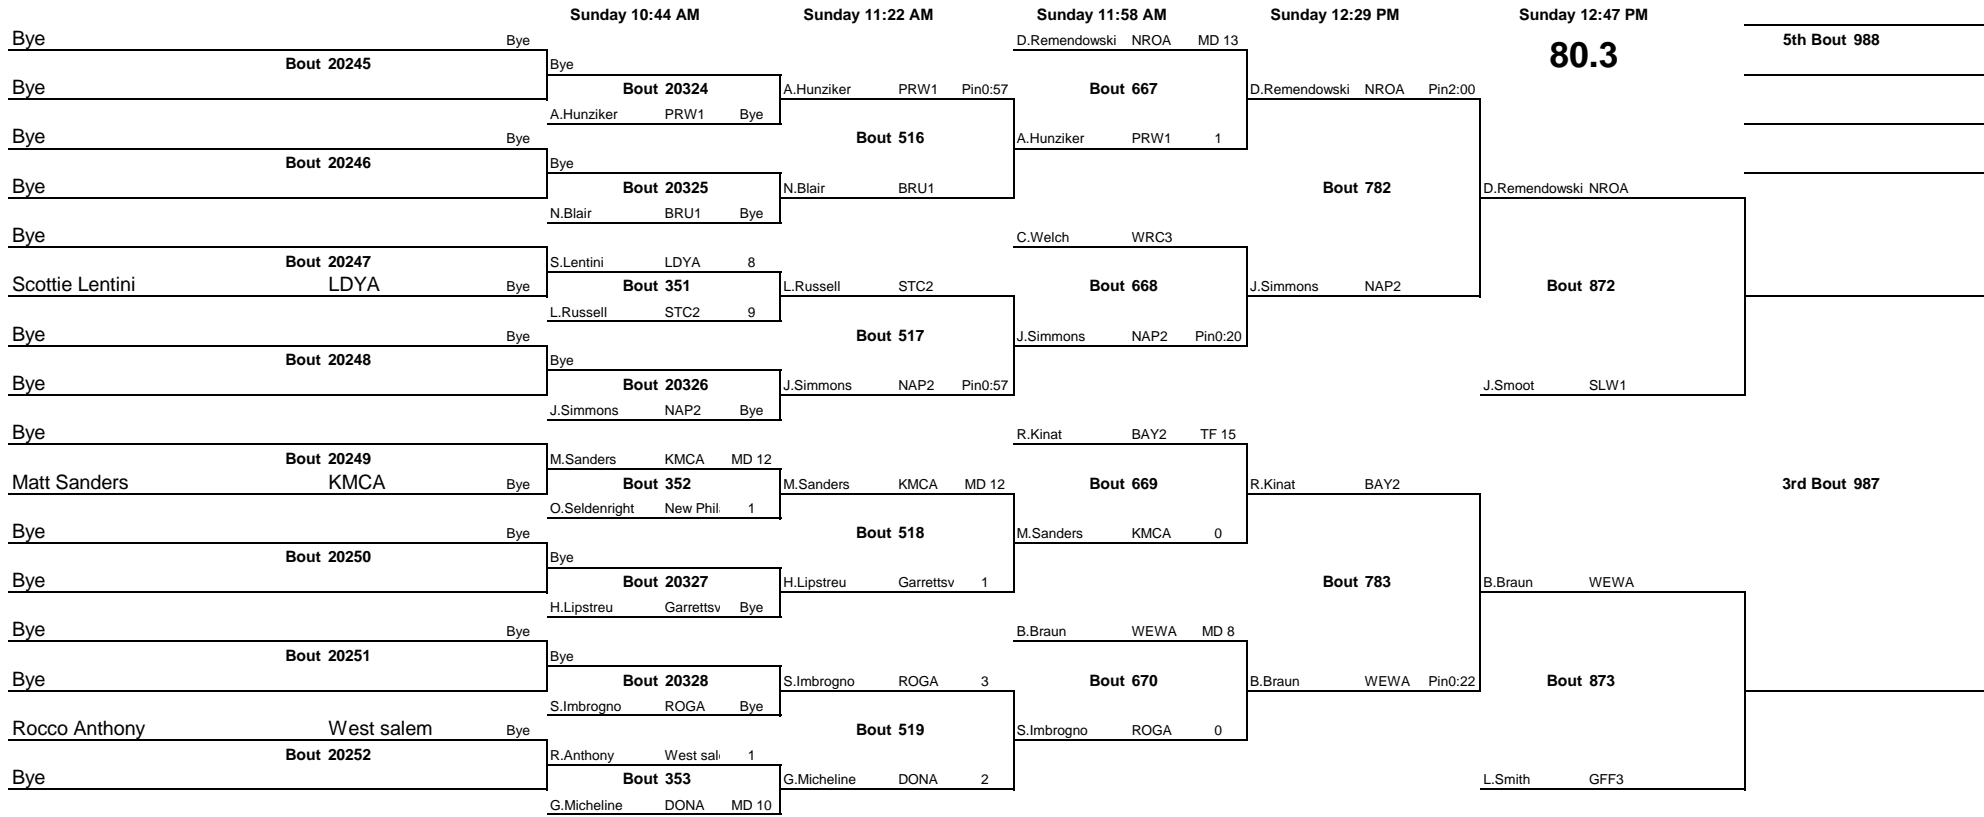 Sunday 10:44 AM Sunday 11:22 AM Sunday 11:58 AM Sunday 12:29 PM Sunday 12:47 PM
Bye Bye D.Remendowski NROA MD 13 80.3 5th Bout 988
Bout 20245 Bye
Bye Bout 20324 A.Hunziker PRW1 Pin0:57 Bout 667 D.Remendowski NROA Pin2:00
A.Hunziker PRW1 Bye
Bye Bye Bout 516 A.Hunziker PRW1 1
Bout 20246 Bye
Bye Bout 20325 N.Blair BRU1 Bout 782 D.Remendowski NROA
N.Blair BRU1 Bye
Bye C.Welch WRC3
Bout 20247 S.Lentini LDYA 8
Scottie Lentini LDYA Bye Bout 351 L.Russell STC2 Bout 668 J.Simmons NAP2 Bout 872
L.Russell STC2 9
Bye Bye Bout 517 J.Simmons NAP2 Pin0:20
Bout 20248 Bye
Bye Bout 20326 J.Simmons NAP2 Pin0:57 J.Smoot SLW1
J.Simmons NAP2 Bye
Bye R.Kinat BAY2 TF 15
Bout 20249 M.Sanders KMCA MD 12
Matt Sanders KMCA Bye Bout 352 M.Sanders KMCA MD 12 Bout 669 R.Kinat BAY2 3rd Bout 987
O.Seldenright New Phil 1
Bye Bye Bout 518 M.Sanders KMCA 0
Bout 20250 Bye
Bye Bout 20327 H.Lipstreu Garrettsv 1 Bout 783 B.Braun WEWA
H.Lipstreu Garrettsv Bye
Bye Bye B.Braun WEWA MD 8
Bout 20251 Bye
Bye Bout 20328 S.Imbrogno ROGA 3 Bout 670 B.Braun WEWA Pin0:22 Bout 873
S.Imbrogno ROGA Bye
Rocco Anthony West salem Bye Bout 519 S.Imbrogno ROGA 0
Bout 20252 R.Anthony West sal 1
Bye Bout 353 G.Micheline DONA 2 L.Smith GFF3
G.Micheline DONA MD 10